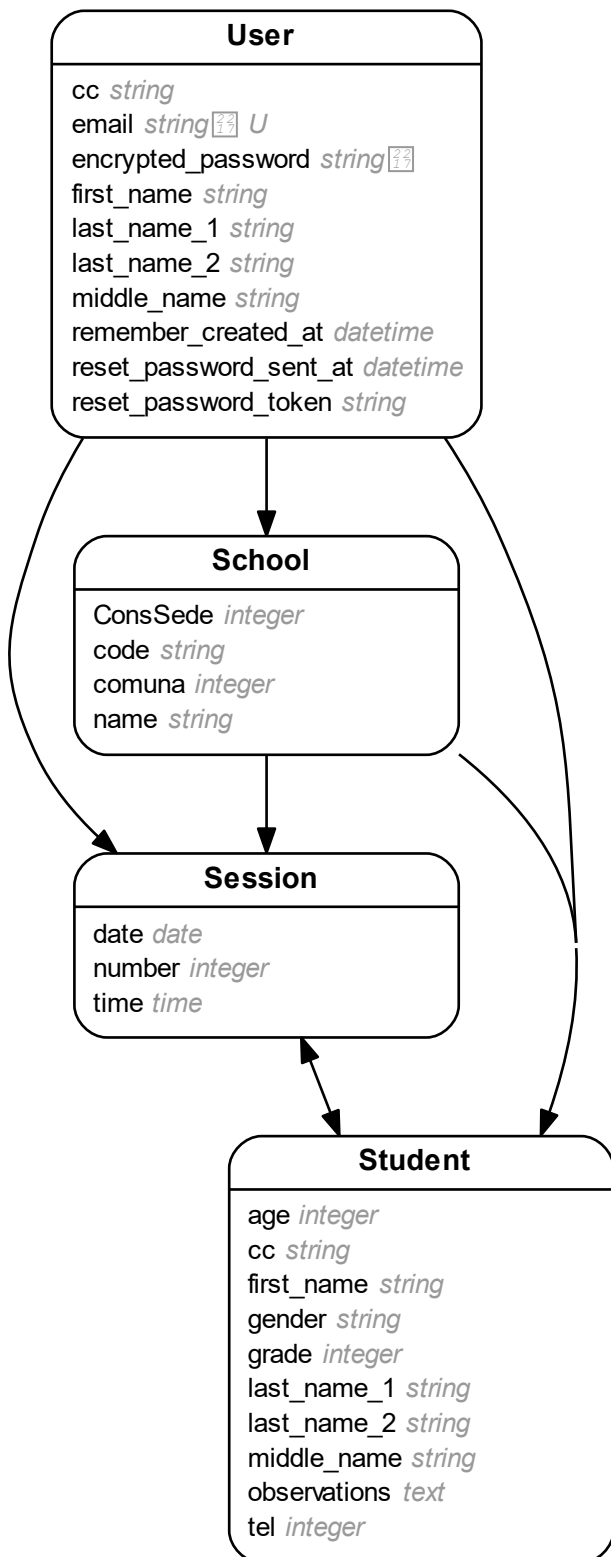 User
cc string
email string∗ U
encrypted_password string∗
first_name string
last_name_1 string
last_name_2 string
middle_name string
remember_created_at datetime
reset_password_sent_at datetime
reset_password_token string
School
ConsSede integer
code string
comuna integer
name string
Session
date date
number integer
time time
Student
age integer
cc string
first_name string
gender string
grade integer
last_name_1 string
last_name_2 string
middle_name string
observations text
tel integer